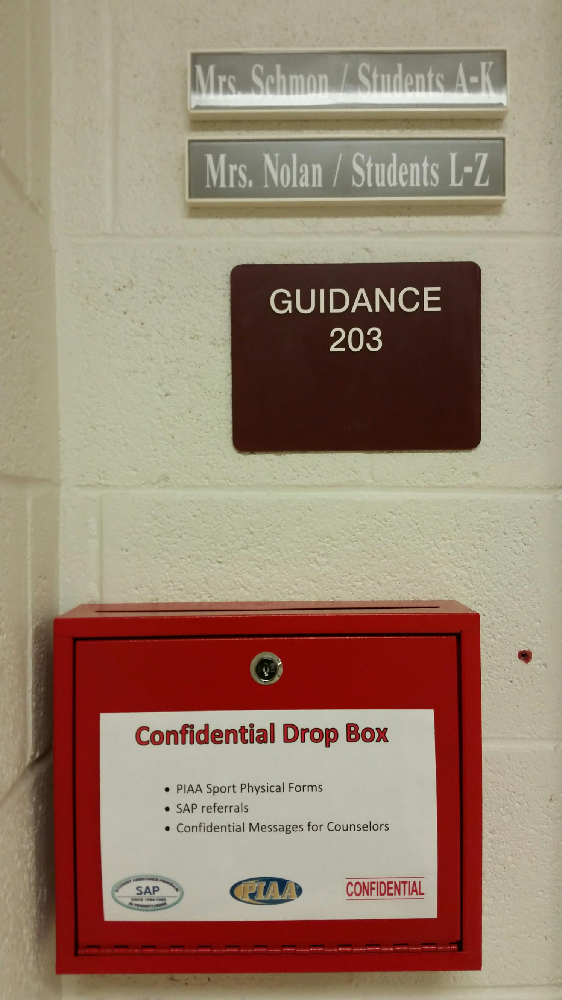 Mrs. Schmon / Students A-K
Mrs. Nolan / Students L-Z
GUIDANCE
203
Confidential Drop Box
• PIAA Sport Physical Forms
• SAP referrals
• Confidential Messages for Counselors
STUDENT ASSISTANCE PROGRAM
SAP
SINCE 1984-1985
IN PENNSYLVANIA
PIAA
CONFIDENTIAL